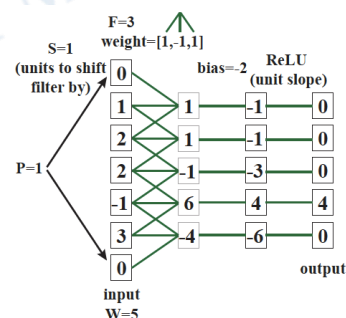 F=3
weight=[1,-1,1]
S=1
(units to shift
filter by)
bias=-2
ReLU
(unit slope)
P=1
0
1
2
2
-1
3
0
1
1
-1
6
-4
-1
-1
-3
4
-6
0
0
0
4
0
input
W=5
output